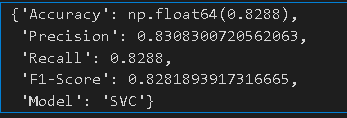 {'Accuracy': np.float64(0.8288),
'Precision': 0.8308300720562063,
'Recall': 0.8288,
'F1-Score': 0.8281893917316665,
'Model': 'SVC'}